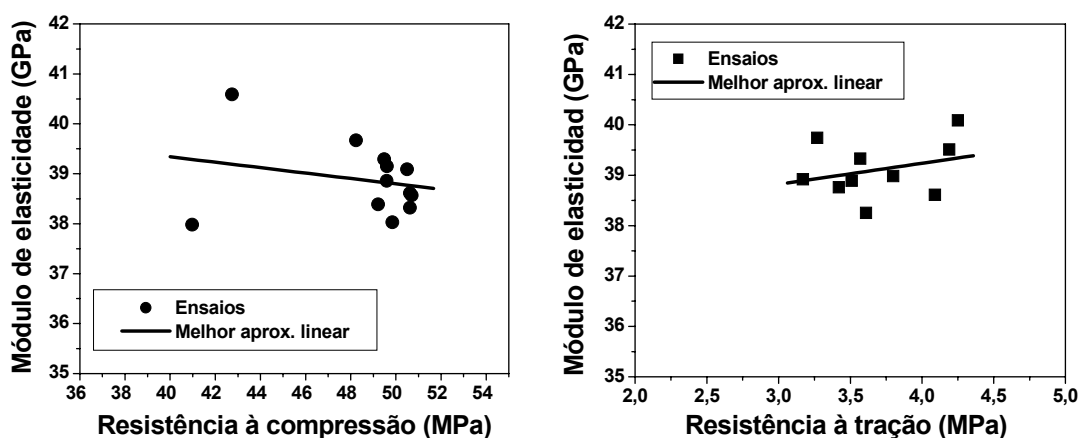 42
41
40
39
38
37
36
35
Módulo de elasticidade (GPa)
Ensaios
Melhor aprox. linear
36 38 40 42 44 46 48 50 52 54
Resistência à compressão (MPa)
42
41
40
39
38
37
36
35
Módulo de elasticidad (GPa)
Ensaios
Melhor aprox. linear
2,0 2,5 3,0 3,5 4,0 4,5 5,0
Resistência à tração (MPa)